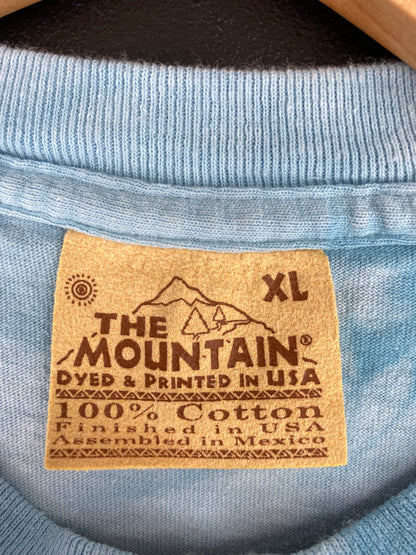 XL
THE
MOUNTAIN®
DYED & PRINTED IN USA
100% Cotton
Finished in USA
Assembled in Mexico